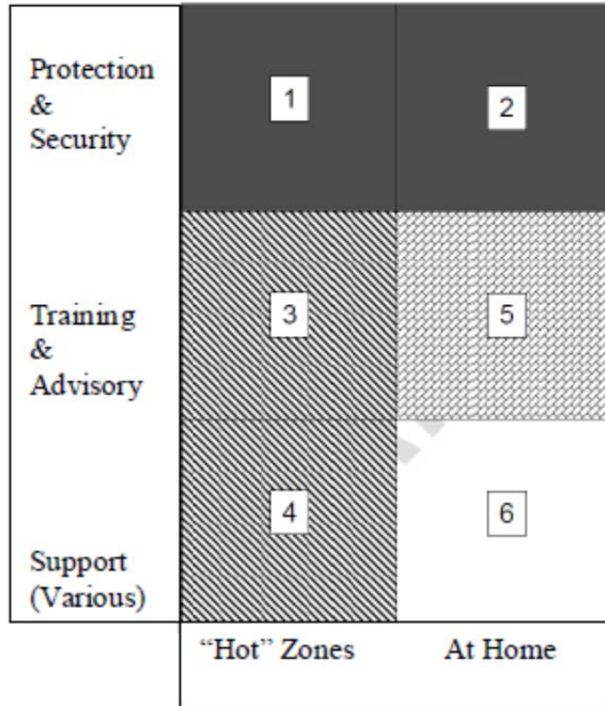 Protection
&
Security
1
2
Training
&
Advisory
3
5
Support
(Various)
4
6
“Hot” Zones
At Home